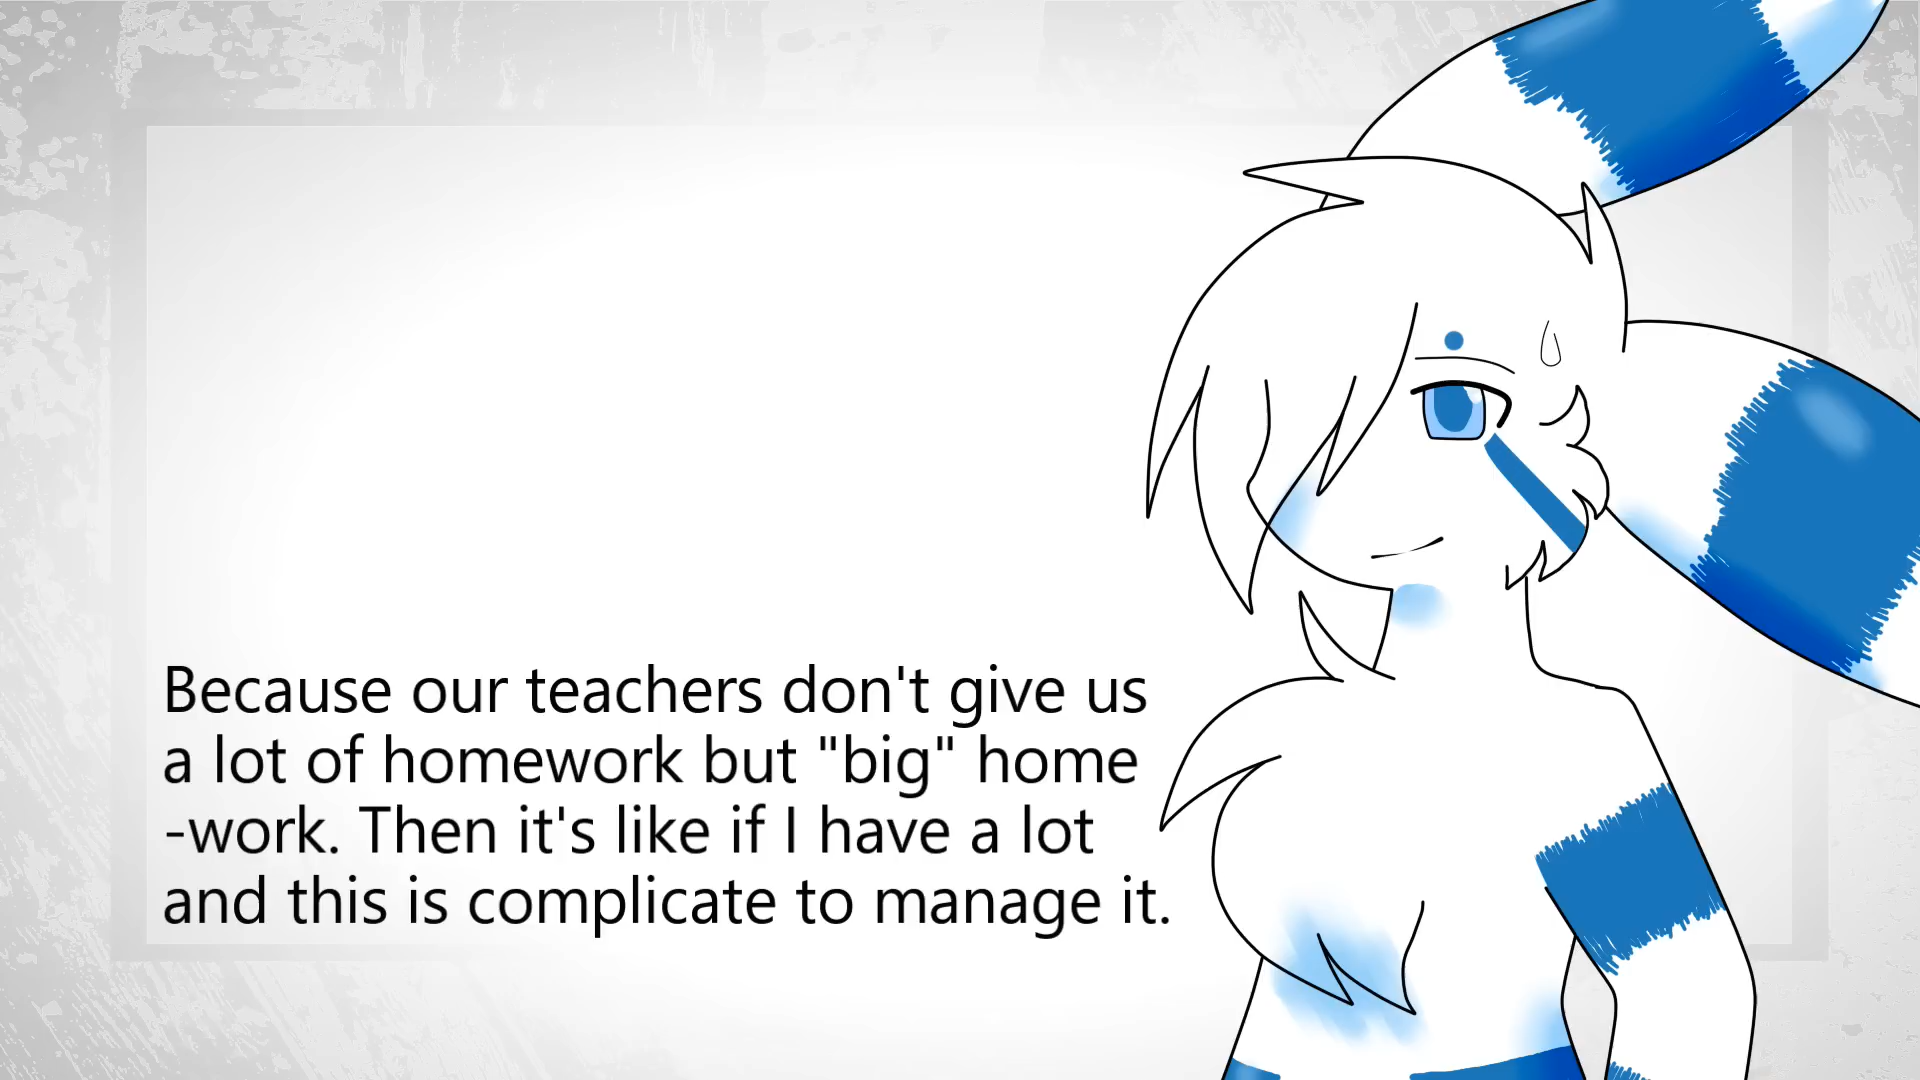 Because our teachers don't give us
a lot of homework but "big" home
-work. Then it's like if I have a lot
and this is complicate to manage it.